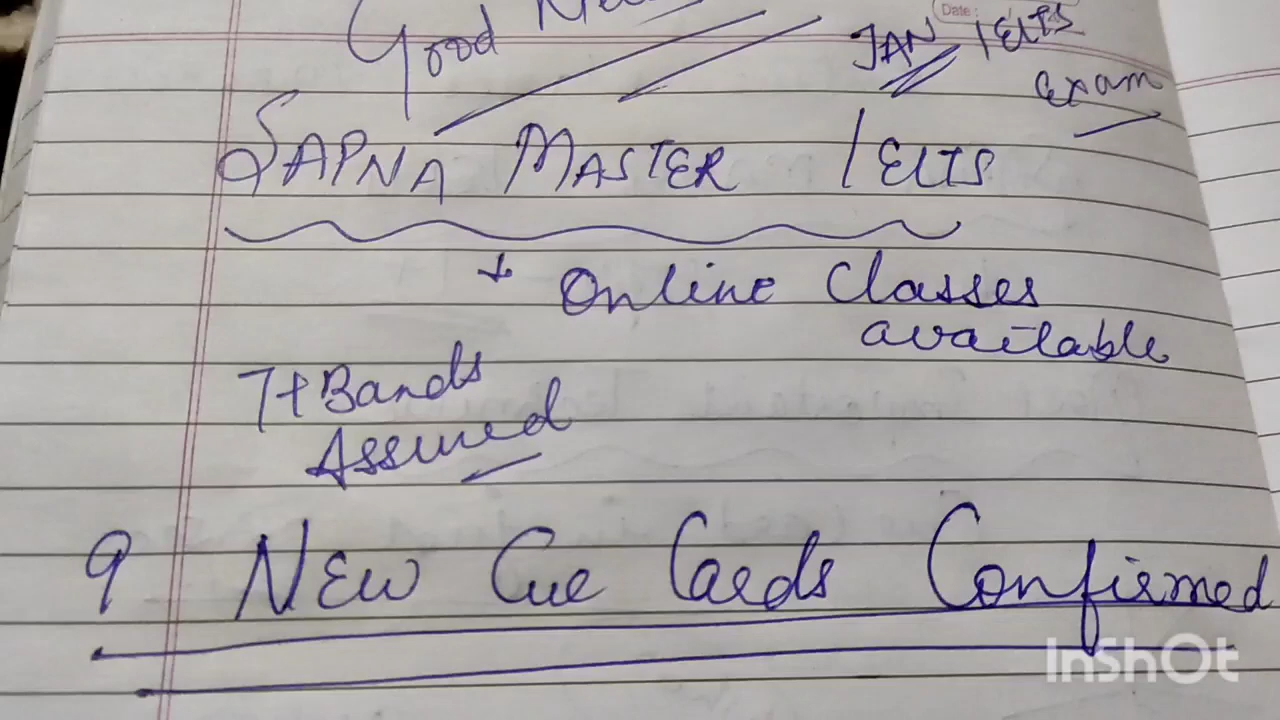 Good
Date :
JAN IELTS
exam
SAPNA MASTER IELTS
+ Online Classes
available
7+ Bands
Assured
9 New Cue Cards Confirmed
InShOt